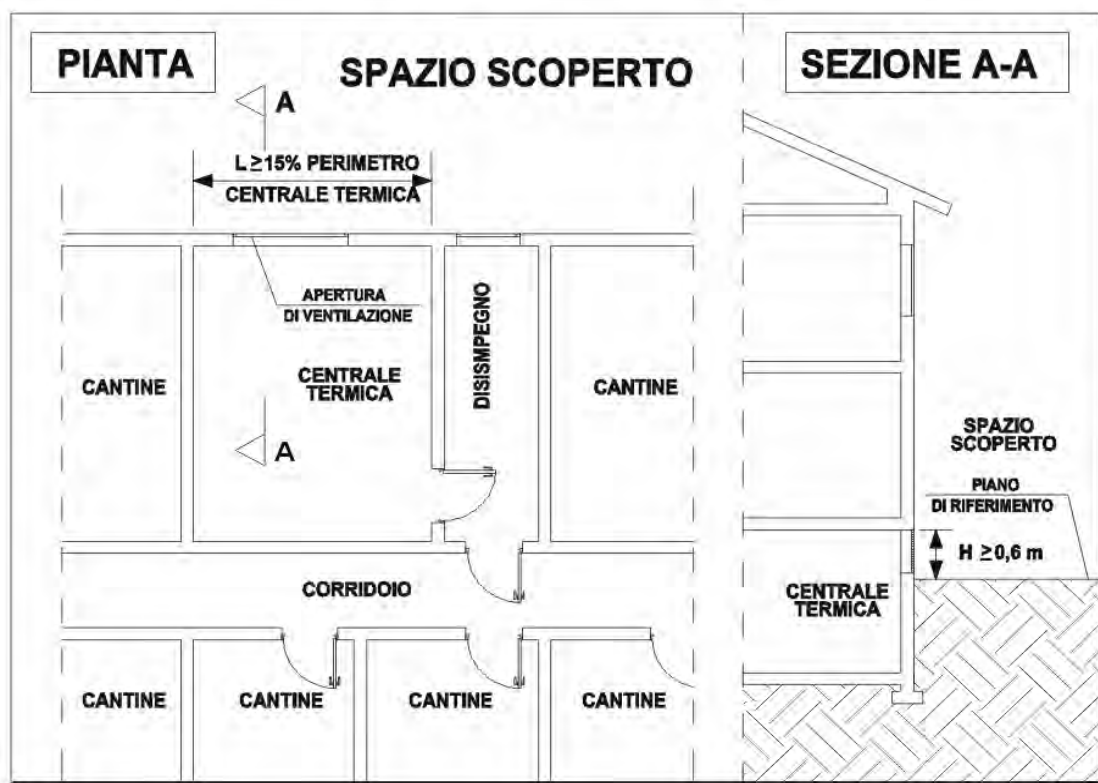 PIANTA
SPAZIO SCOPERTO
A
L ≥15% PERIMETRO
CENTRALE TERMICA
APERTURA
DI VENTILAZIONE
CANTINE
CENTRALE
TERMICA
DISISMPEGNO
CANTINE
A
CORRIDOIO
CANTINE
CANTINE
CANTINE
CANTINE
SEZIONE A-A
SPAZIO
SCOPERTO
PIANO
DI RIFERIMENTO
H ≥0,6 m
CENTRALE
TERMICA